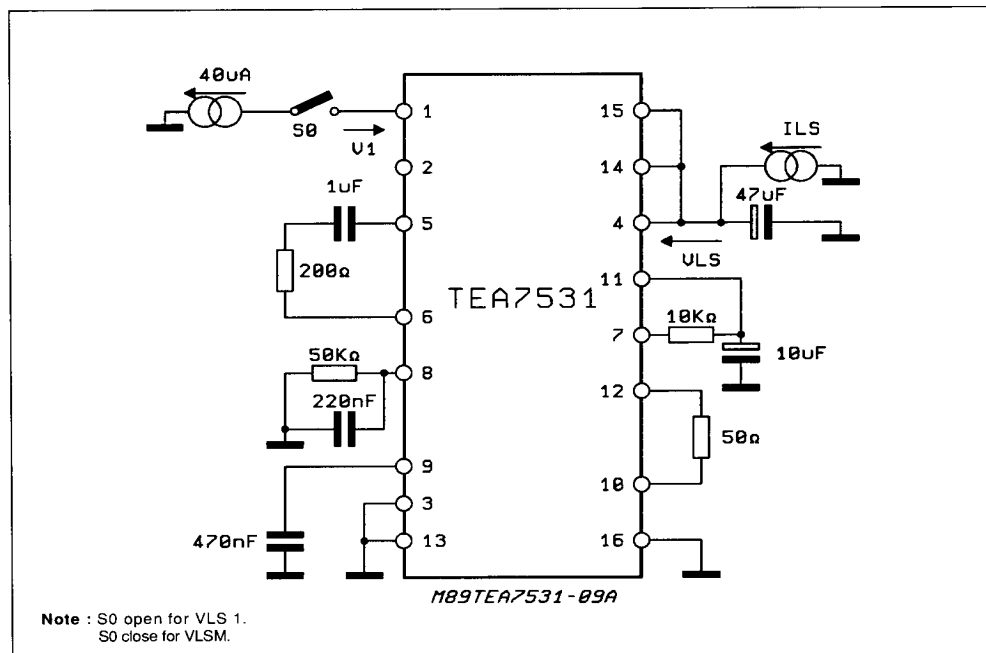 40uA
S0
V1
1
2
1uF
5
200Ω
6
50KΩ
8
220nF
9
3
470nF
13
TEA7531
15
ILS
14
47uF
4
VLS
11
10KΩ
7
10uF
12
50Ω
10
16
M89TEA7531-09A
Note : S0 open for VLS 1.
S0 close for VLSM.